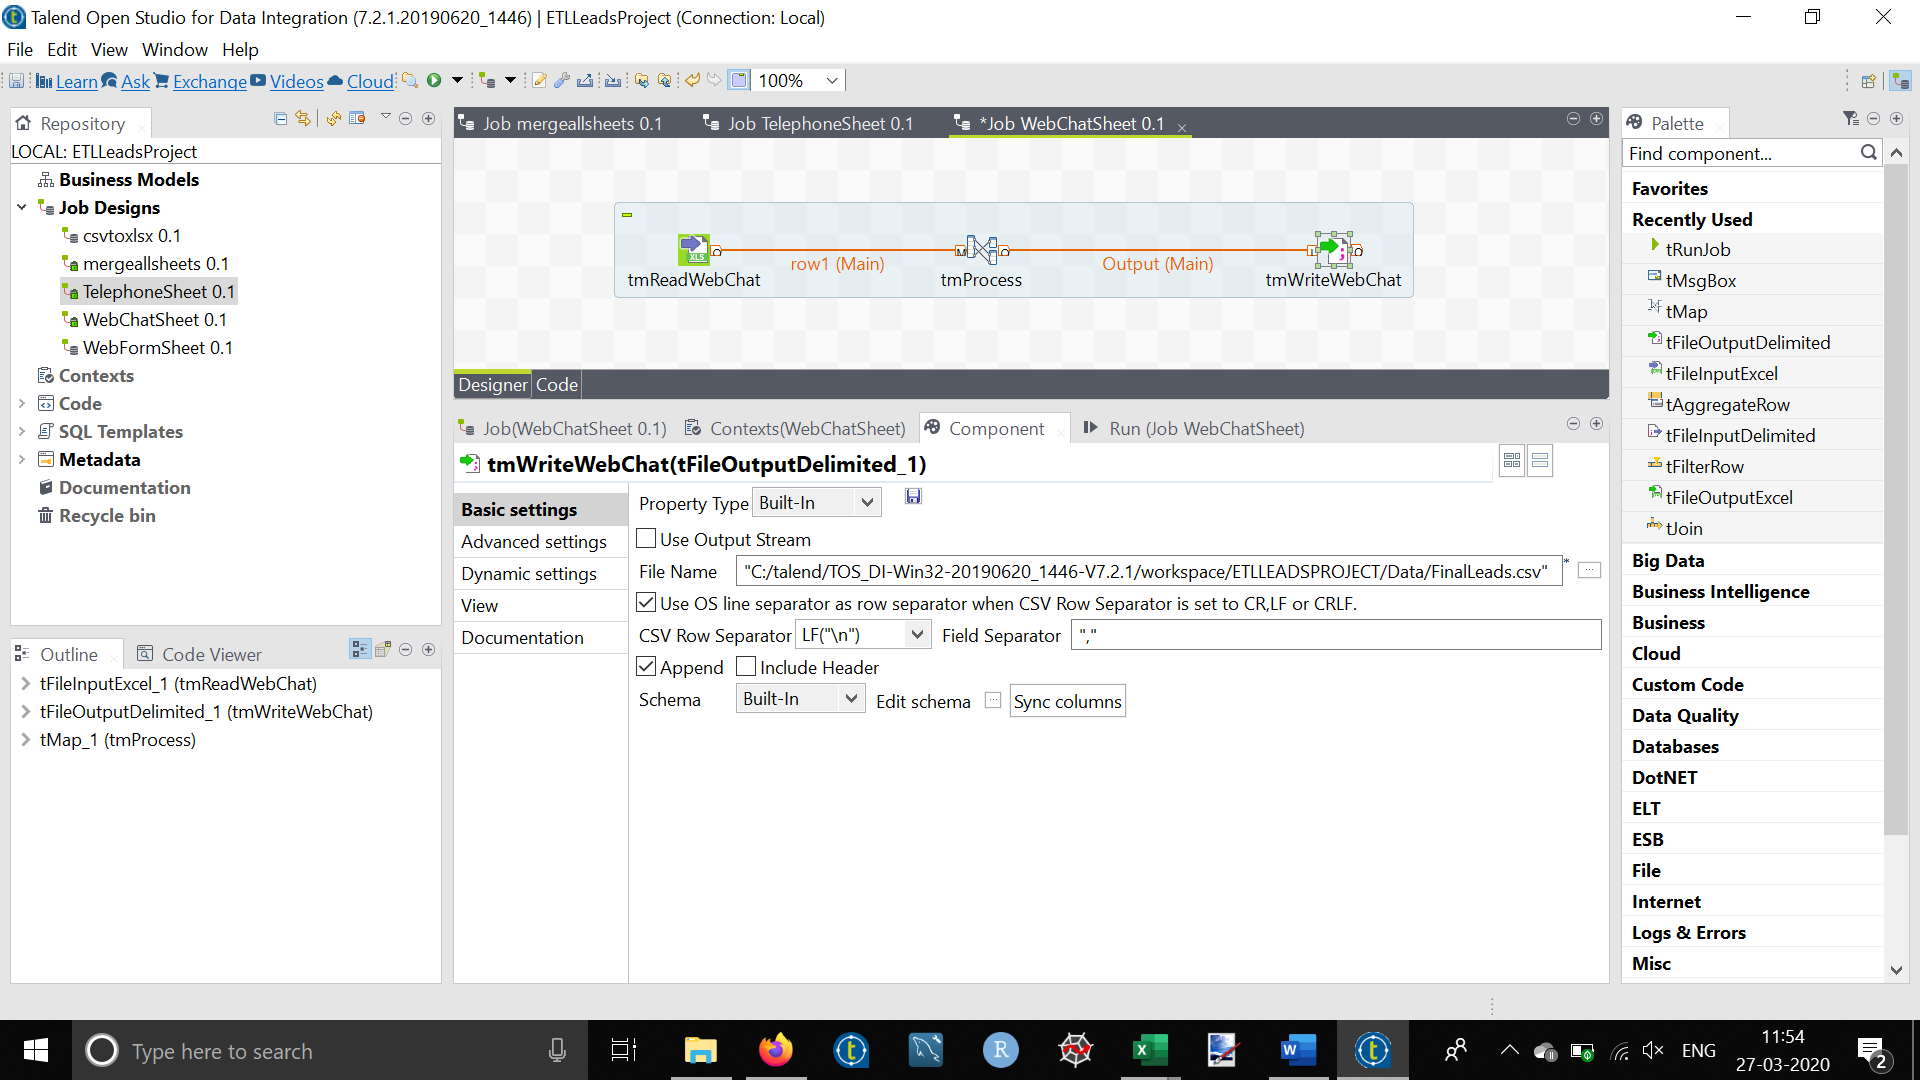 Talend Open Studio for Data Integration (7.2.1.20190620_1446) | ETLLeadsProject (Connection: Local)
File Edit View Window Help
Learn Ask Exchange Videos Cloud 100%
Repository
LOCAL: ETLLeadsProject
Business Models
Job Designs
csvtoxlsx 0.1
mergeallsheets 0.1
TelephoneSheet 0.1
WebChatSheet 0.1
WebFormSheet 0.1
Contexts
Code
SQL Templates
Metadata
Documentation
Recycle bin
Outline Code Viewer
tFileInputExcel_1 (tmReadWebChat)
tFileOutputDelimited_1 (tmWriteWebChat)
tMap_1 (tmProcess)
Job mergeallsheets 0.1 Job TelephoneSheet 0.1 *Job WebChatSheet 0.1
row1 (Main) Output (Main)
tmReadWebChat tmProcess tmWriteWebChat
Designer Code
Job(WebChatSheet 0.1) Contexts(WebChatSheet) Component Run (Job WebChatSheet)
tmWriteWebChat(tFileOutputDelimited_1)
Basic settings
Advanced settings
Dynamic settings
View
Documentation
Property Type Built-In
Use Output Stream
File Name "C:/talend/TOS_DI-Win32-20190620_1446-V7.2.1/workspace/ETLLEADSPROJECT/Data/FinalLeads.csv" *
Use OS line separator as row separator when CSV Row Separator is set to CR,LF or CRLF.
CSV Row Separator LF("\n") Field Separator ","
Append Include Header
Schema Built-In Edit schema ... Sync columns
Palette
Find component...
Favorites
Recently Used
tRunJob
tMsgBox
tMap
tFileOutputDelimited
tFileInputExcel
tAggregateRow
tFileInputDelimited
tFilterRow
tFileOutputExcel
tJoin
Big Data
Business Intelligence
Business
Cloud
Custom Code
Data Quality
Databases
DotNET
ELT
ESB
File
Internet
Logs & Errors
Misc
Type here to search
ENG
11:54
27-03-2020
2